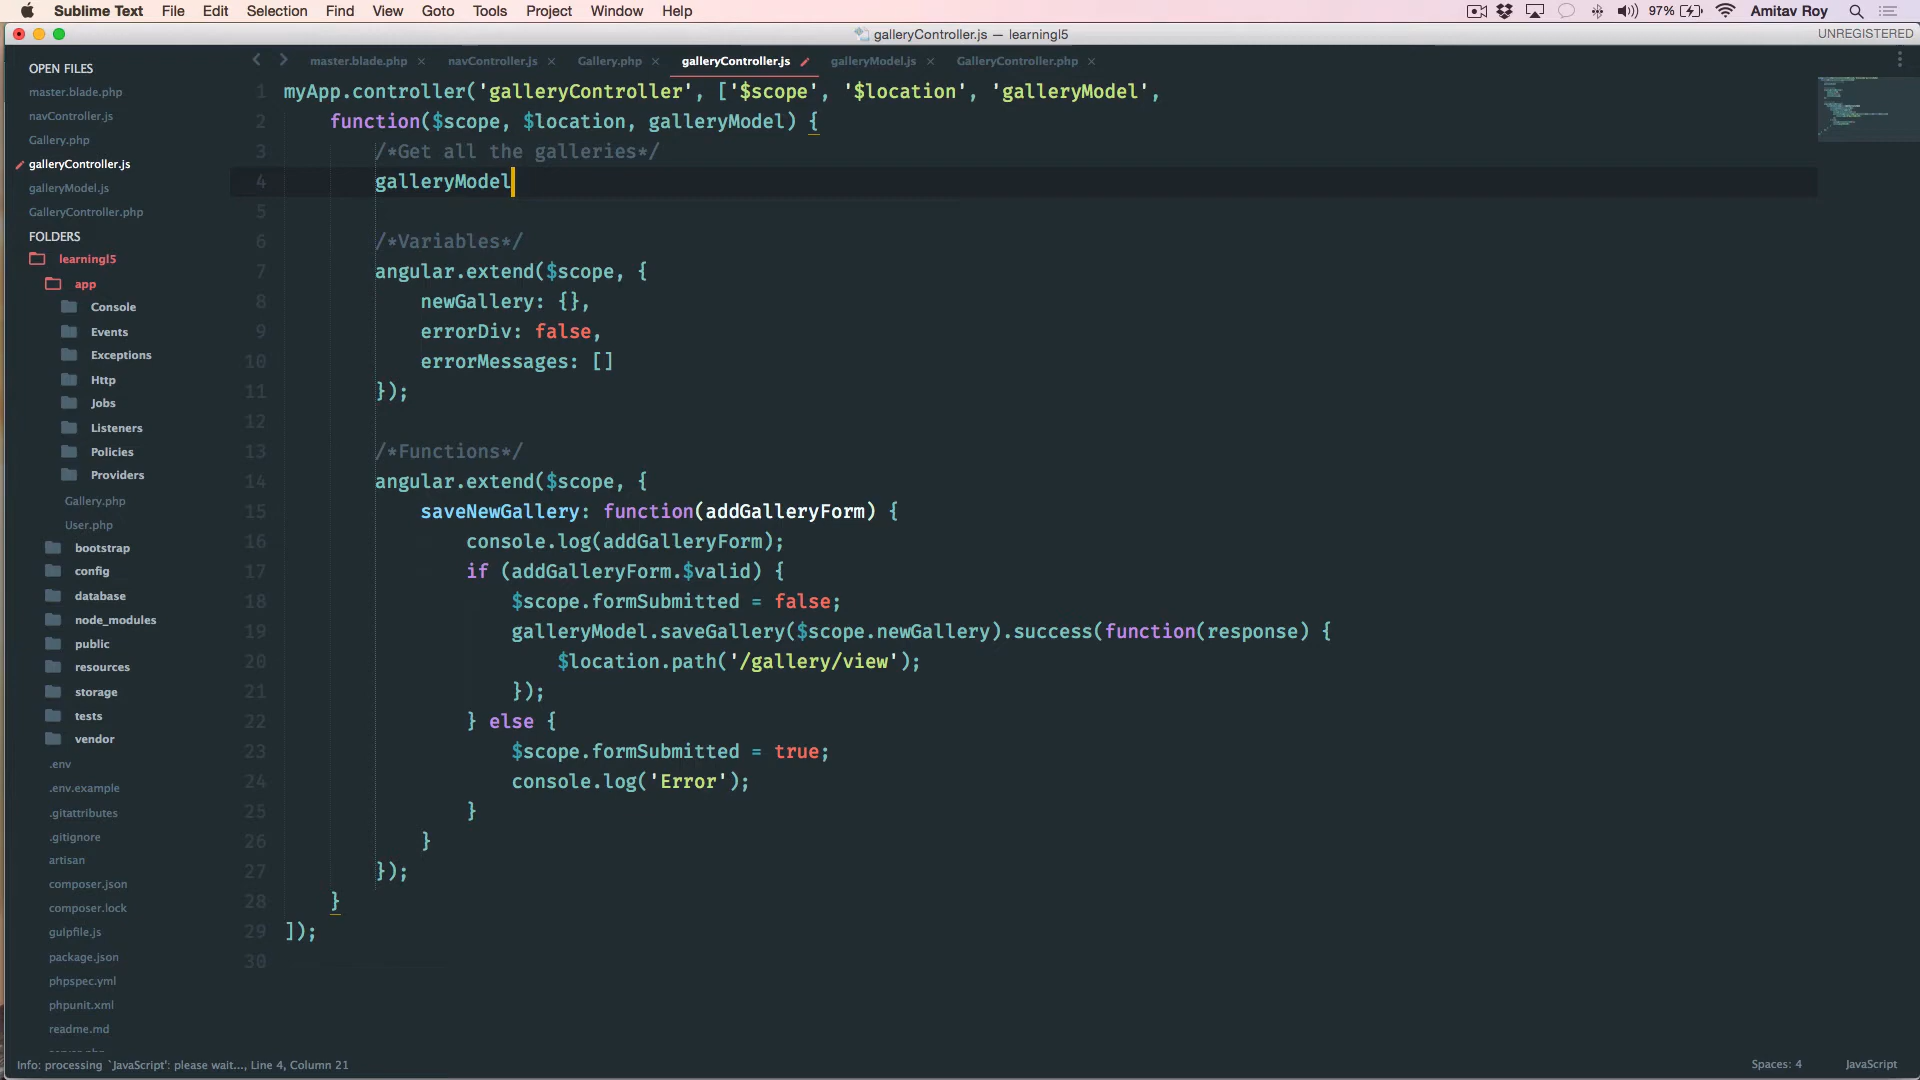 Sublime Text File Edit Selection Find View Goto Tools Project Window Help 97% Amitav Roy
galleryController.js — learningl5 UNREGISTERED
OPEN FILES
master.blade.php
navController.js
Gallery.php
galleryController.js
galleryModel.js
GalleryController.php
FOLDERS
learningl5
app
Console
Events
Exceptions
Http
Jobs
Listeners
Policies
Providers
Gallery.php
User.php
bootstrap
config
database
node_modules
public
resources
storage
tests
vendor
.env
.env.example
.gitattributes
.gitignore
artisan
composer.json
composer.lock
gulpfile.js
package.json
phpspec.yml
phpunit.xml
readme.md
master.blade.php × navController.js × Gallery.php × galleryController.js galleryModel.js × GalleryController.php ×
1 myApp.controller('galleryController', ['$scope', '$location', 'galleryModel',
2 function($scope, $location, galleryModel) {
3 /*Get all the galleries*/
4 galleryModel
5
6 /*Variables*/
7 angular.extend($scope, {
8 newGallery: {},
9 errorDiv: false,
10 errorMessages: []
11 });
12
13 /*Functions*/
14 angular.extend($scope, {
15 saveNewGallery: function(addGalleryForm) {
16 console.log(addGalleryForm);
17 if (addGalleryForm.$valid) {
18 $scope.formSubmitted = false;
19 galleryModel.saveGallery($scope.newGallery).success(function(response) {
20 $location.path('/gallery/view');
21 });
22 } else {
23 $scope.formSubmitted = true;
24 console.log('Error');
25 }
26 }
27 });
28 }
29 ]);
30
Info: processing `JavaScript': please wait..., Line 4, Column 21 Spaces: 4 JavaScript